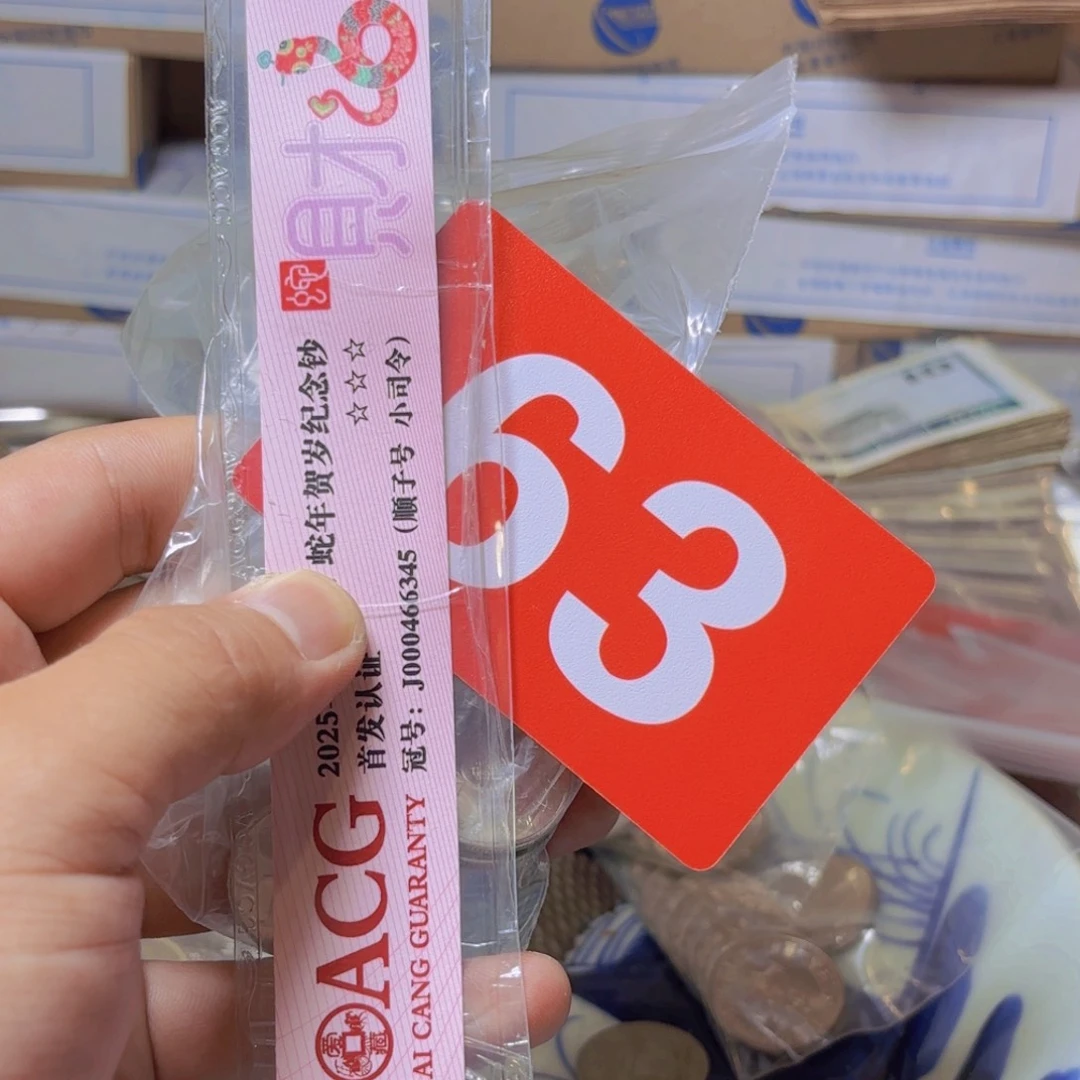 ACG
AI CANG GUARANTY
2025-
蛇年贺岁纪念钞
首发认证
☆☆☆
冠号：J000466345（顺子号 小司令）
財
63